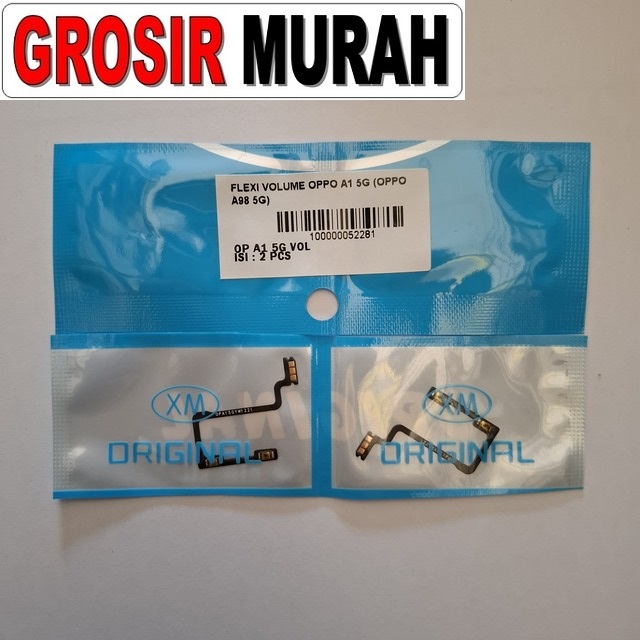 GROSIR MURAH
FLEXI VOLUME OPPO A1 5G (OPPO
A98 5G)
100000052281
OP A1 5G VOL
ISI : 2 PCS
XM
ORIGINAL
XM
ORIGINAL